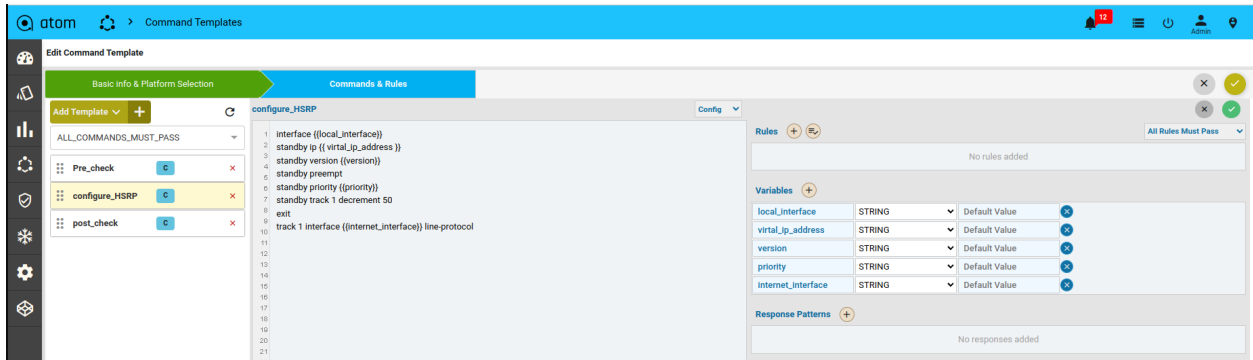 atom > Command Templates 12 Admin
Edit Command Template
Basic info & Platform Selection Commands & Rules
Add Template + configure_HSRP Config
ALL_COMMANDS_MUST_PASS
Pre_check C ×
configure_HSRP C ×
post_check C ×
1 interface {{local_interface}}
2 standby ip {{ virtal_ip_address }}
3 standby version {{version}}
4 standby preempt
5 standby priority {{priority}}
6 standby track 1 decrement 50
7 exit
8 track 1 interface {{internet_interface}} line-protocol
9
10
11
12
13
14
15
16
17
18
19
20
21
Rules + All Rules Must Pass
No rules added
Variables +
local_interface STRING Default Value
virtal_ip_address STRING Default Value
version STRING Default Value
priority STRING Default Value
internet_interface STRING Default Value
Response Patterns +
No responses added